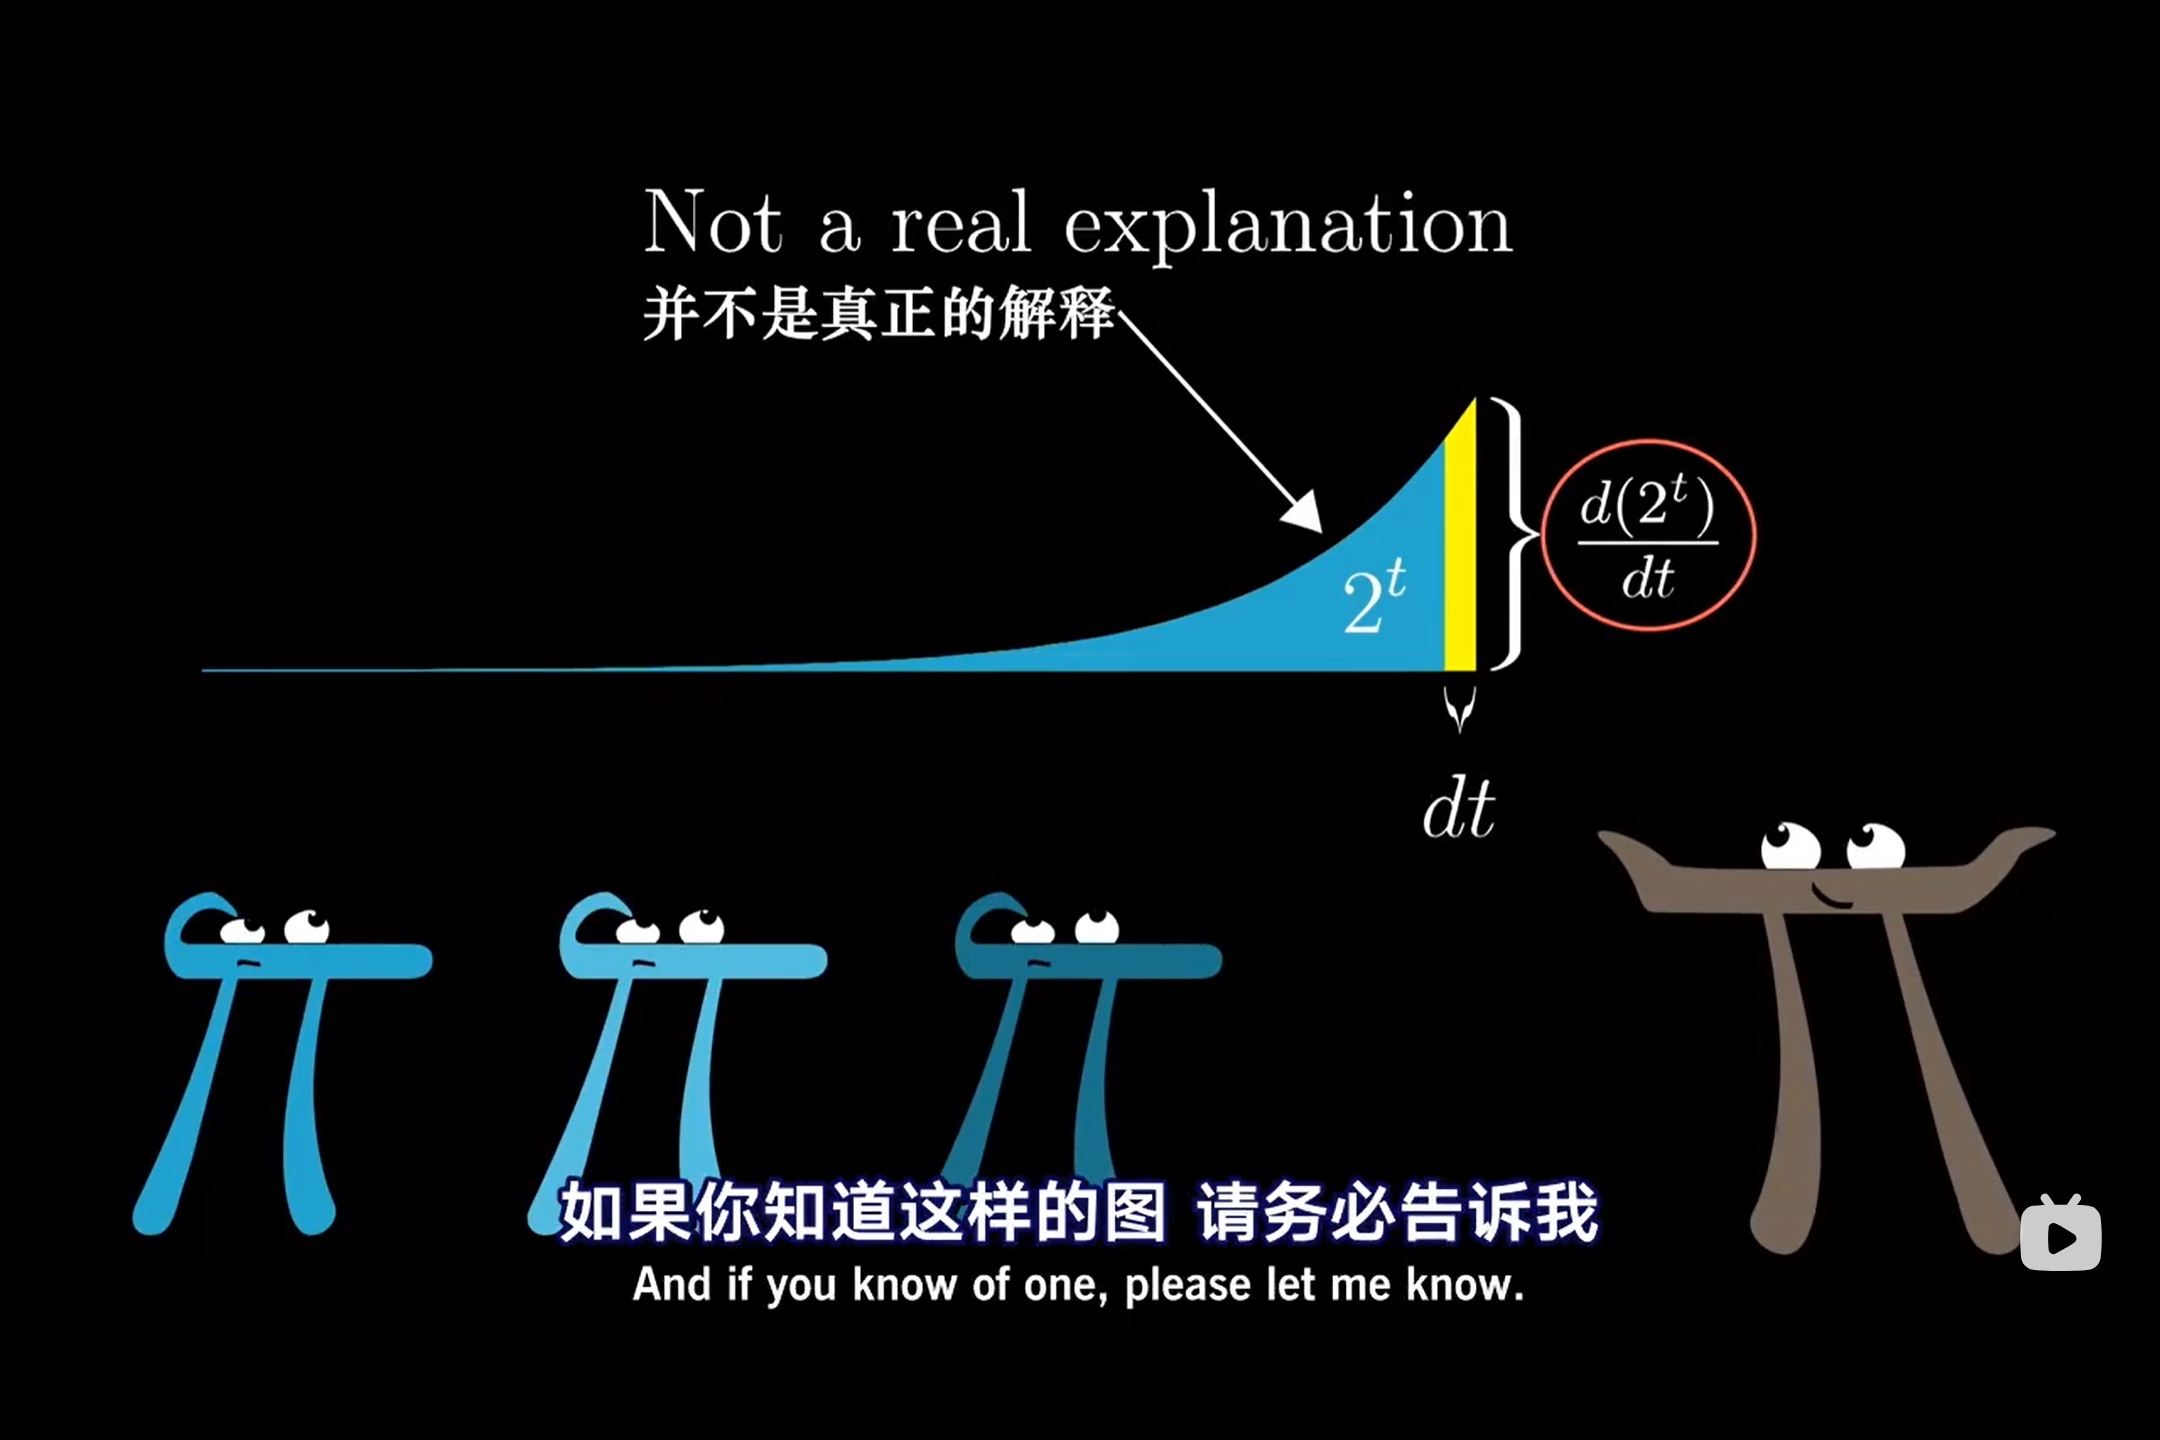 Not a real explanation
并不是真正的解释
2^t
d(2^t)
dt
dt
如果你知道这样的图 请务必告诉我
And if you know of one, please let me know.